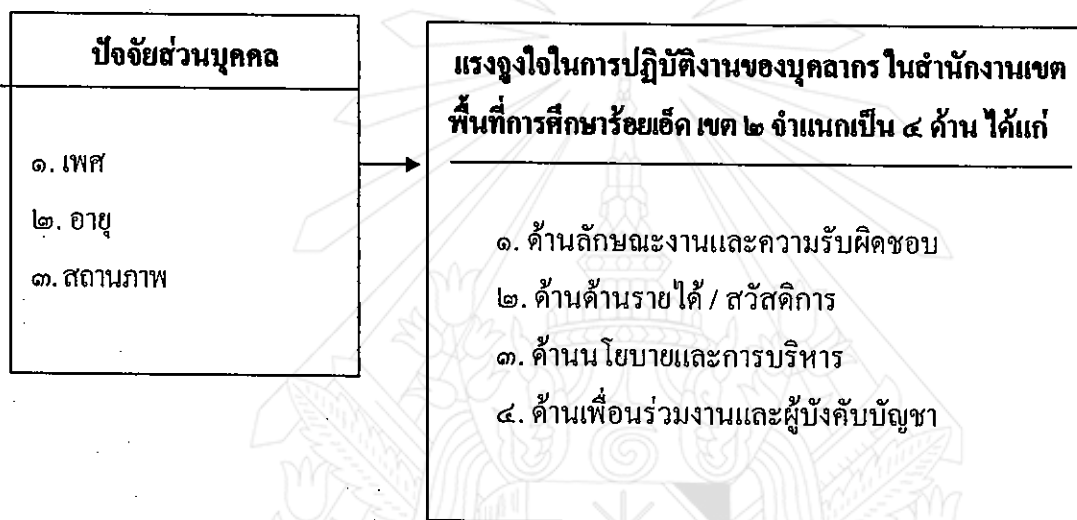 ปัจจัยส่วนบุคคล
๑. เพศ
๒. อายุ
๓. สถานภาพ
แรงจูงใจในการปฏิบัติงานของบุคลากร ในสำนักงานเขต
พื้นที่การศึกษาร้อยเอ็ด เขต ๒ จำแนกเป็น ๔ ด้าน ได้แก่
๑. ด้านลักษณะงานและความรับผิดชอบ
๒. ด้านด้านรายได้ / สวัสดิการ
๓. ด้านนโยบายและการบริหาร
๔. ด้านเพื่อนร่วมงานและผู้บังคับบัญชา